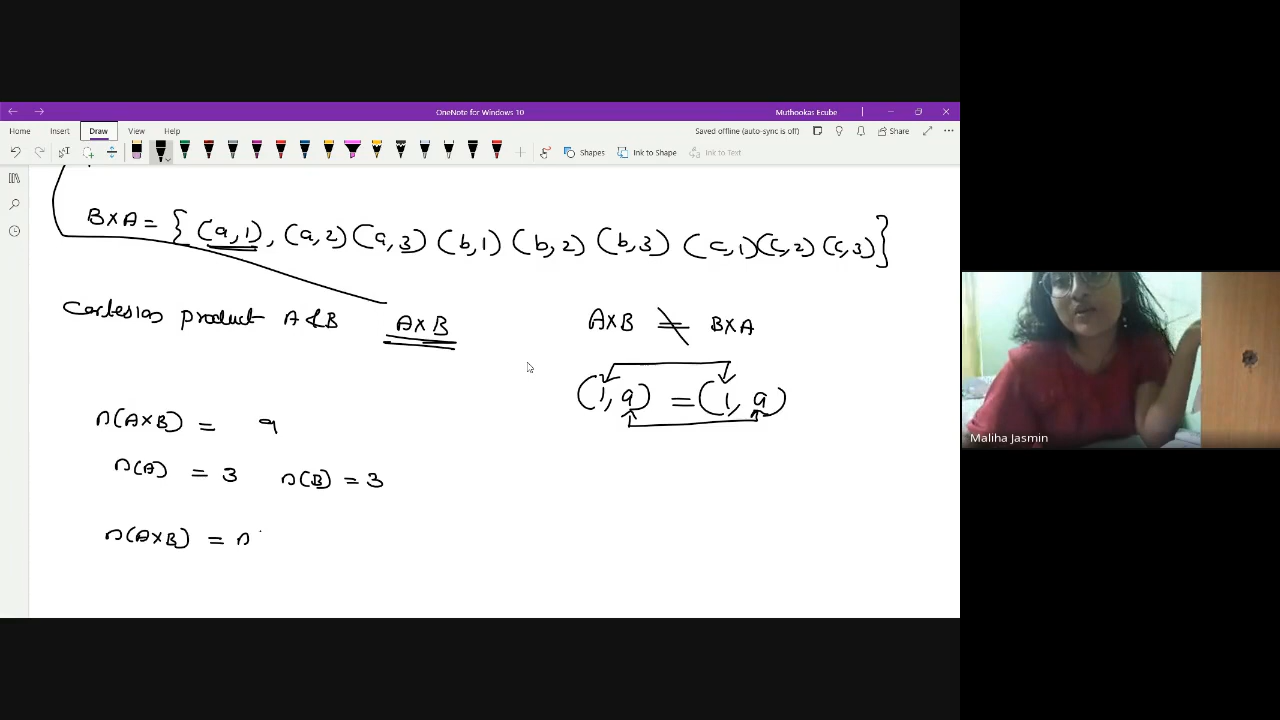 OneNote for Windows 10
Muthookas Ecube
Home Insert Draw View Help
Saved offline (auto-sync is off)
Share
Shapes
Ink to Shape
Ink to Text
B×A = { (a,1), (a,2) (a,3) (b,1) (b,2) (b,3) (c,1)(c,2) (c,3)}
Cartesian product A & B A×B
A×B ≠ B×A
(1,a) = (1,a)
n(A×B) = 9
n(A) = 3 n(B) = 3
n(A×B) = n
Maliha Jasmin